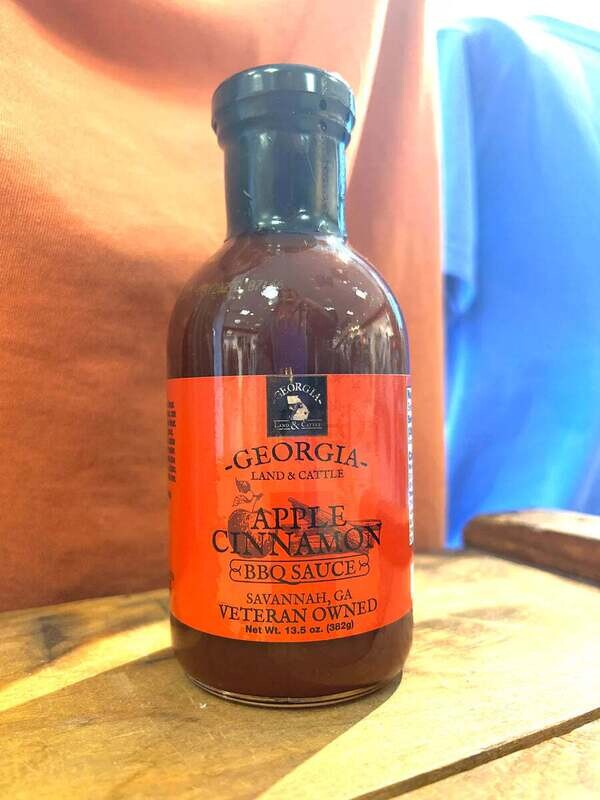 GEORGIA
LAND & CATTLE
-GEORGIA-
LAND & CATTLE
APPLE
CINNAMON
BBQ SAUCE
SAVANNAH, GA
VETERAN OWNED
Net Wt. 13.5 oz. (382g)